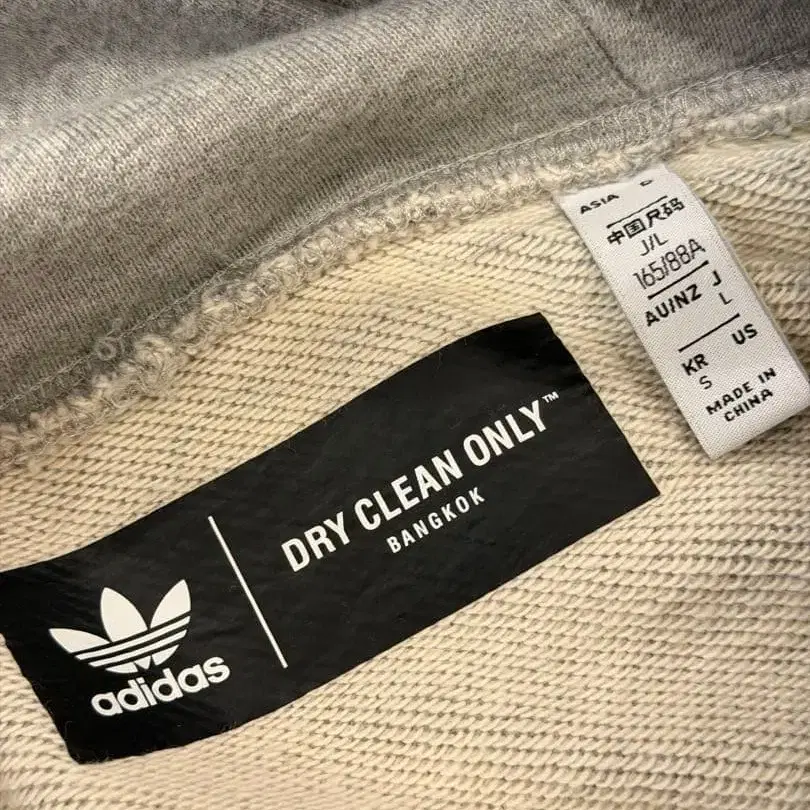 ASIA
中国尺码
J/L
165/88A
AU/NZ J
L
KR US
S
MADE IN
CHINA
DRY CLEAN ONLY™
BANGKOK
adidas